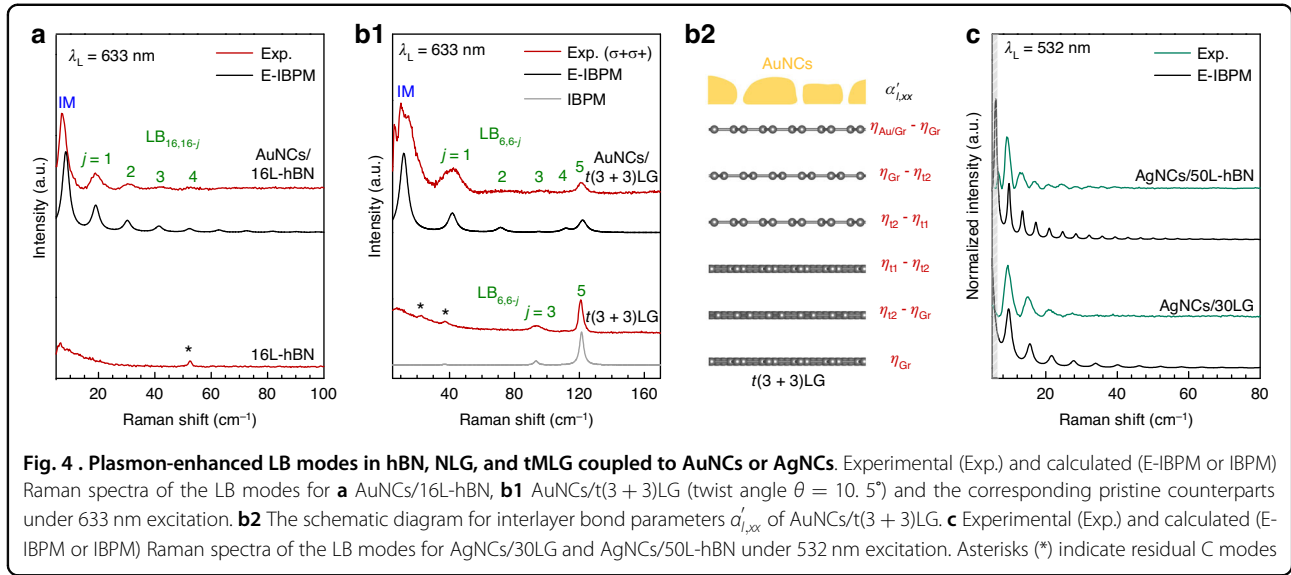 a
λL = 633 nm
Exp.
E-IBPM
IM
LB16,16-j
j = 1
2
3
4
AuNCs/
16L-hBN
*
16L-hBN
Intensity (a.u.)
20 40 60 80 100
Raman shift (cm⁻¹)
b1
λL = 633 nm
Exp. (σ+σ+)
E-IBPM
IBPM
IM
LB6,6-j
j = 1
2
3
4
5
AuNCs/
t(3 + 3)LG
* *
LB6,6-j
j = 3
5
t(3 + 3)LG
Intensity (a.u.)
40 80 120 160
Raman shift (cm⁻¹)
b2
AuNCs
α′l,xx
ηAu/Gr - ηGr
ηGr - ηt2
ηt2 - ηt1
ηt1 - ηt2
ηt2 - ηGr
ηGr
t(3 + 3)LG
c
λL = 532 nm
Exp.
E-IBPM
AgNCs/50L-hBN
AgNCs/30LG
Normalized intensity (a.u.)
20 40 60 80
Raman shift (cm⁻¹)
Fig. 4 . Plasmon-enhanced LB modes in hBN, NLG, and tMLG coupled to AuNCs or AgNCs. Experimental (Exp.) and calculated (E-IBPM or IBPM)
Raman spectra of the LB modes for a AuNCs/16L-hBN, b1 AuNCs/t(3 + 3)LG (twist angle θ = 10. 5°) and the corresponding pristine counterparts
under 633 nm excitation. b2 The schematic diagram for interlayer bond parameters α′l,xx of AuNCs/t(3 + 3)LG. c Experimental (Exp.) and calculated (E-
IBPM or IBPM) Raman spectra of the LB modes for AgNCs/30LG and AgNCs/50L-hBN under 532 nm excitation. Asterisks (*) indicate residual C modes